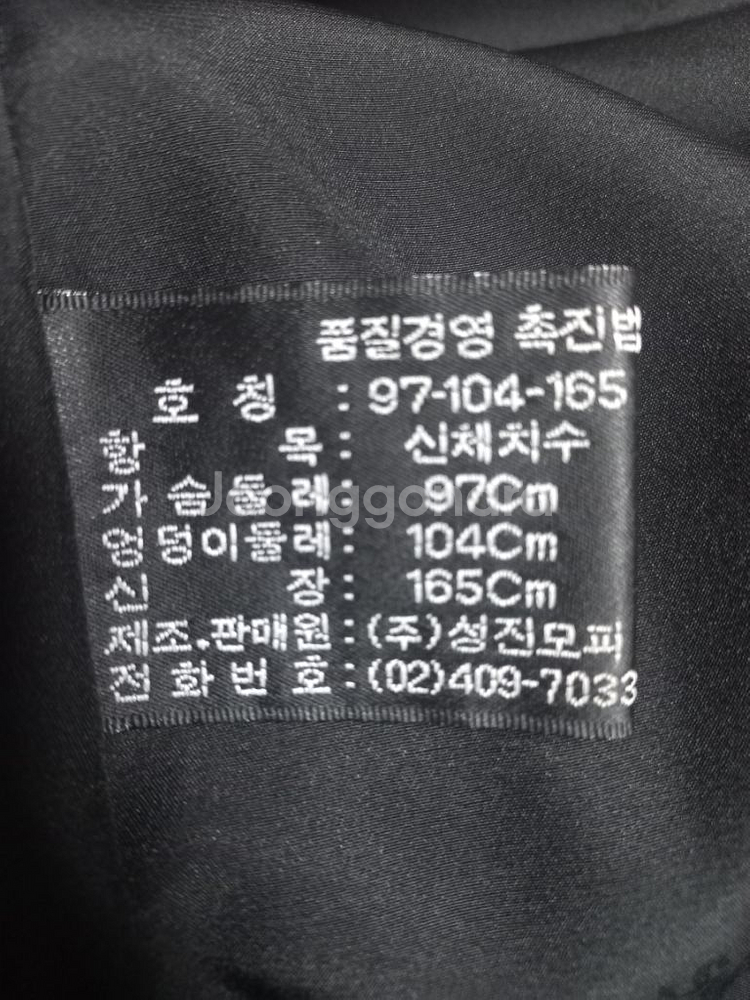 품질경영 촉진법
호 칭 : 97-104-165
항 목 : 신체치수
가 슴 둘 레 : 97Cm
엉덩이둘레 : 104Cm
신 장 : 165Cm
제조.판매원 : (주)성진모피
전 화 번 호 : (02)409-7033